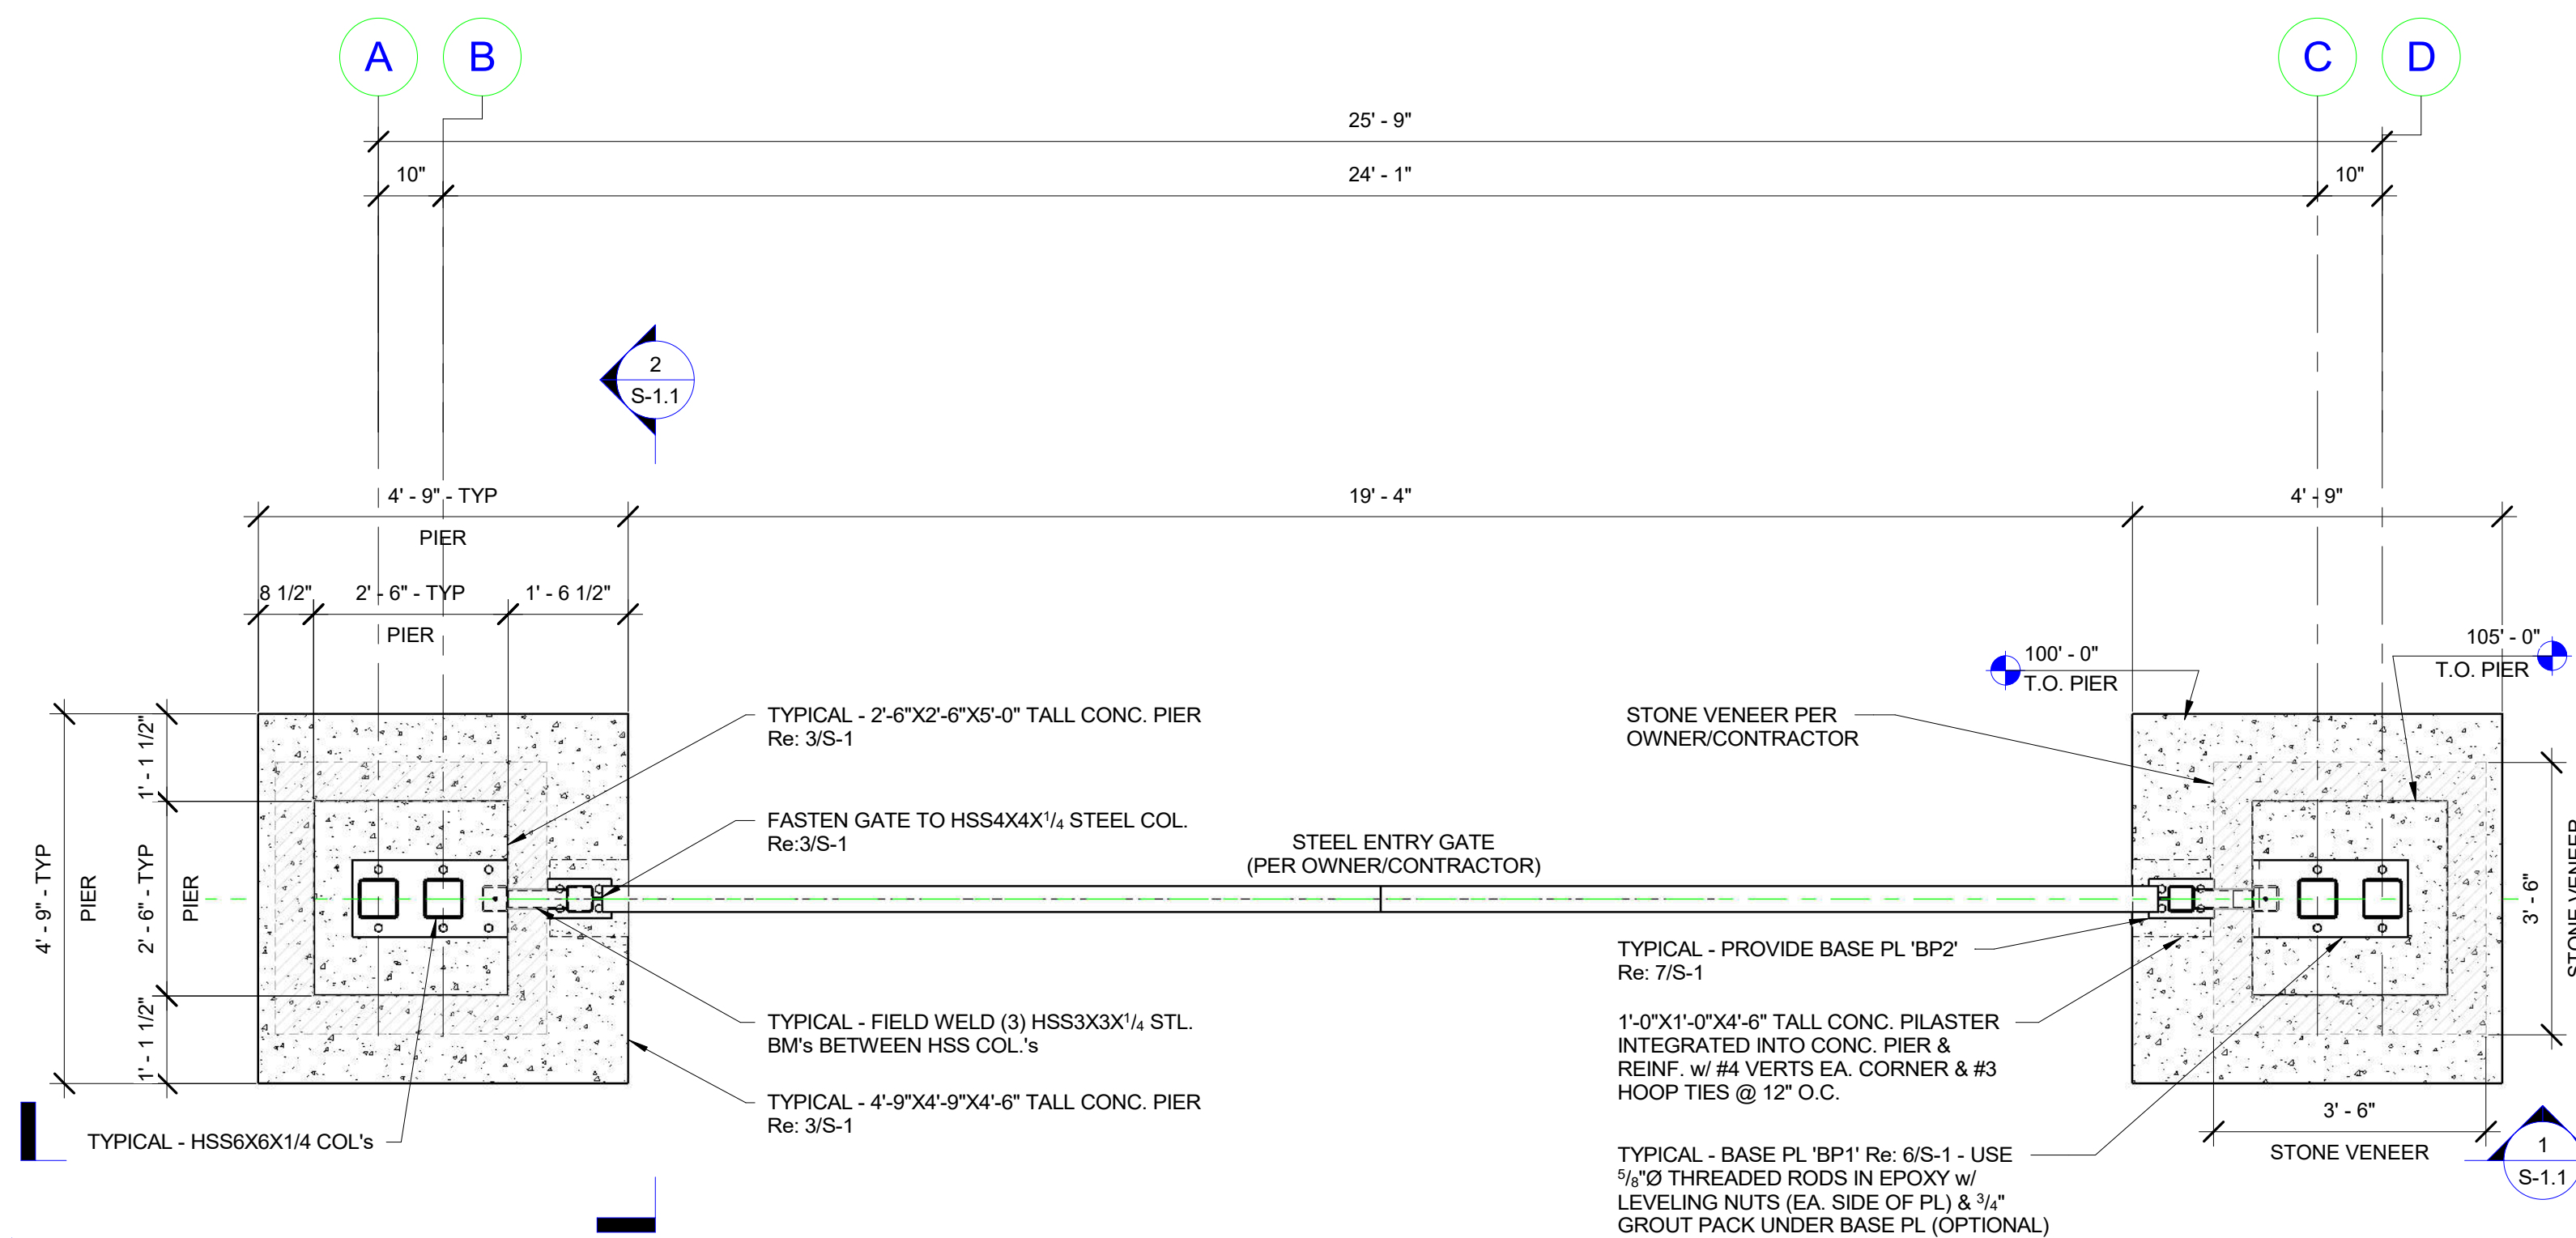 A
B
C
D
25' - 9"
10"
24' - 1"
10"
2
S-1.1
4' - 9" - TYP
PIER
19' - 4"
4' - 9"
8 1/2"
2' - 6" - TYP
PIER
1' - 6 1/2"
100' - 0"
T.O. PIER
105' - 0"
T.O. PIER
4' - 9" - TYP
PIER
1' - 1 1/2"
2' - 6" - TYP
PIER
1' - 1 1/2"
TYPICAL - 2'-6"X2'-6"X5'-0" TALL CONC. PIER
Re: 3/S-1
FASTEN GATE TO HSS4X4X1/4 STEEL COL.
Re:3/S-1
STEEL ENTRY GATE
(PER OWNER/CONTRACTOR)
TYPICAL - FIELD WELD (3) HSS3X3X1/4 STL.
BM's BETWEEN HSS COL.'s
TYPICAL - 4'-9"X4'-9"X4'-6" TALL CONC. PIER
Re: 3/S-1
TYPICAL - HSS6X6X1/4 COL's
STONE VENEER PER
OWNER/CONTRACTOR
TYPICAL - PROVIDE BASE PL 'BP2'
Re: 7/S-1
1'-0"X1'-0"X4'-6" TALL CONC. PILASTER
INTEGRATED INTO CONC. PIER &
REINF. w/ #4 VERTS EA. CORNER & #3
HOOP TIES @ 12" O.C.
TYPICAL - BASE PL 'BP1' Re: 6/S-1 - USE
5/8"Ø THREADED RODS IN EPOXY w/
LEVELING NUTS (EA. SIDE OF PL) & 3/4"
GROUT PACK UNDER BASE PL (OPTIONAL)
3' - 6"
STONE VENEER
3' - 6"
STONE VENEER
1
S-1.1